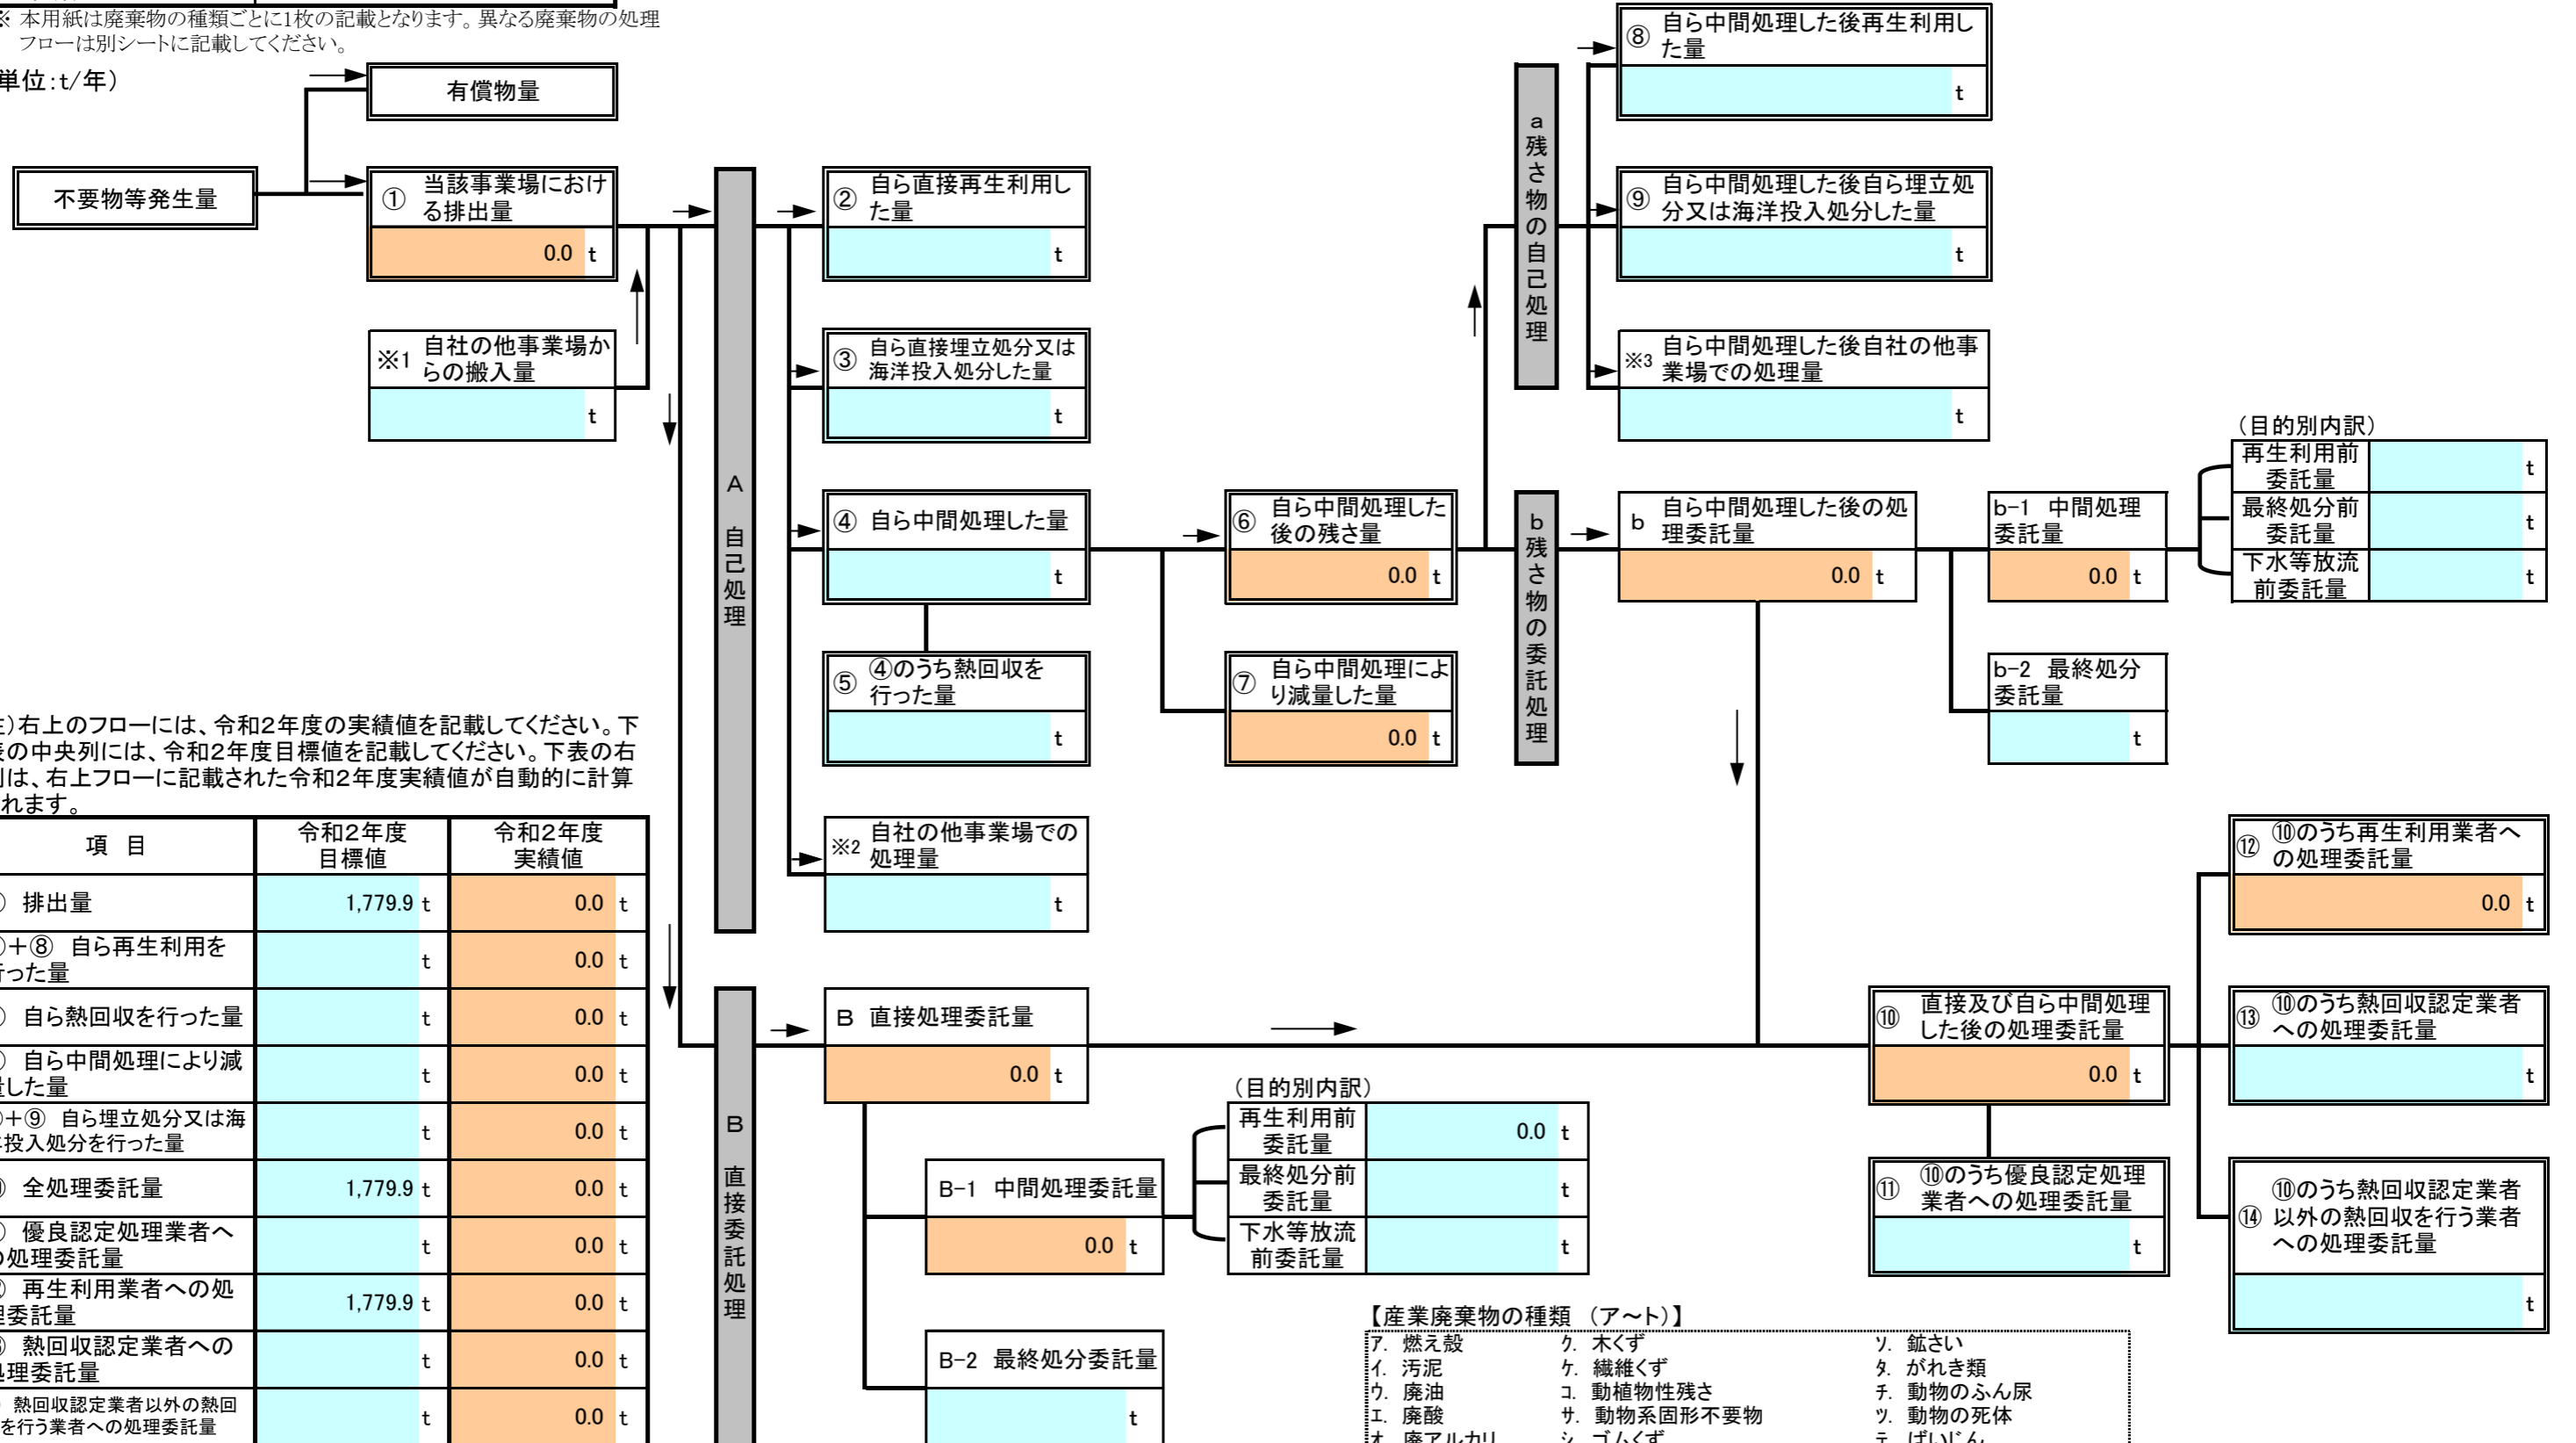 ※ 本用紙は廃棄物の種類ごとに1枚の記載となります。異なる廃棄物の処理
フローは別シートに記載してください。
単位:t/年)
有償物量
不要物等発生量
① 当該事業場におけ
る排出量
0.0 t
※1 自社の他事業場か
らの搬入量
t
A 自己処理
② 自ら直接再生利用し
た量
t
③ 自ら直接埋立処分又は
海洋投入処分した量
t
④ 自ら中間処理した量
t
⑤ ④のうち熱回収を
行った量
t
※2 自社の他事業場での
処理量
t
⑥ 自ら中間処理した
後の残さ量
0.0 t
⑦ 自ら中間処理によ
り減量した量
0.0 t
a 残さ物の自己処理
⑧ 自ら中間処理した後再生利用し
た量
t
⑨ 自ら中間処理した後自ら埋立処
分又は海洋投入処分した量
t
※3 自ら中間処理した後自社の他事
業場での処理量
t
b 残さ物の委託処理
b 自ら中間処理した後の処
理委託量
0.0 t
b-1 中間処理
委託量
0.0 t
(目的別内訳)
再生利用前
委託量
t
最終処分前
委託量
t
下水等放流
前委託量
t
b-2 最終処分
委託量
t
)右上のフローには、令和2年度の実績値を記載してください。下
表の中央列には、令和2年度目標値を記載してください。下表の右
列は、右上フローに記載された令和2年度実績値が自動的に計算
れます。
項 目 令和2年度
目標値 令和2年度
実績値
排出量 1,779.9 t 0.0 t
+⑧ 自ら再生利用を
行った量 t 0.0 t
自ら熱回収を行った量 t 0.0 t
自ら中間処理により減
量した量 t 0.0 t
+⑨ 自ら埋立処分又は海
洋投入処分を行った量 t 0.0 t
全処理委託量 1,779.9 t 0.0 t
優良認定処理業者へ
の処理委託量 t 0.0 t
再生利用業者への処
理委託量 1,779.9 t 0.0 t
熱回収認定業者への
処理委託量 t 0.0 t
熱回収認定業者以外の熱回
を行う業者への処理委託量 t 0.0 t
B 直接委託処理
B 直接処理委託量
0.0 t
B-1 中間処理委託量
0.0 t
(目的別内訳)
再生利用前
委託量
0.0 t
最終処分前
委託量
t
下水等放流
前委託量
t
B-2 最終処分委託量
t
⑩ 直接及び自ら中間処理
した後の処理委託量
0.0 t
⑪ ⑩のうち優良認定処理
業者への処理委託量
t
⑫ ⑩のうち再生利用業者へ
の処理委託量
0.0 t
⑬ ⑩のうち熱回収認定業者
への処理委託量
t
⑭ ⑩のうち熱回収認定業者
以外の熱回収を行う業者
への処理委託量
t
【産業廃棄物の種類 (ア~ト)】
ア. 燃え殻 ク. 木くず ソ. 鉱さい
イ. 汚泥 ケ. 繊維くず タ. がれき類
ウ. 廃油 コ. 動植物性残さ チ. 動物のふん尿
エ. 廃酸 サ. 動物系固形不要物 ツ. 動物の死体
オ. 廃アルカリ シ. ゴムくず テ. ばいじん